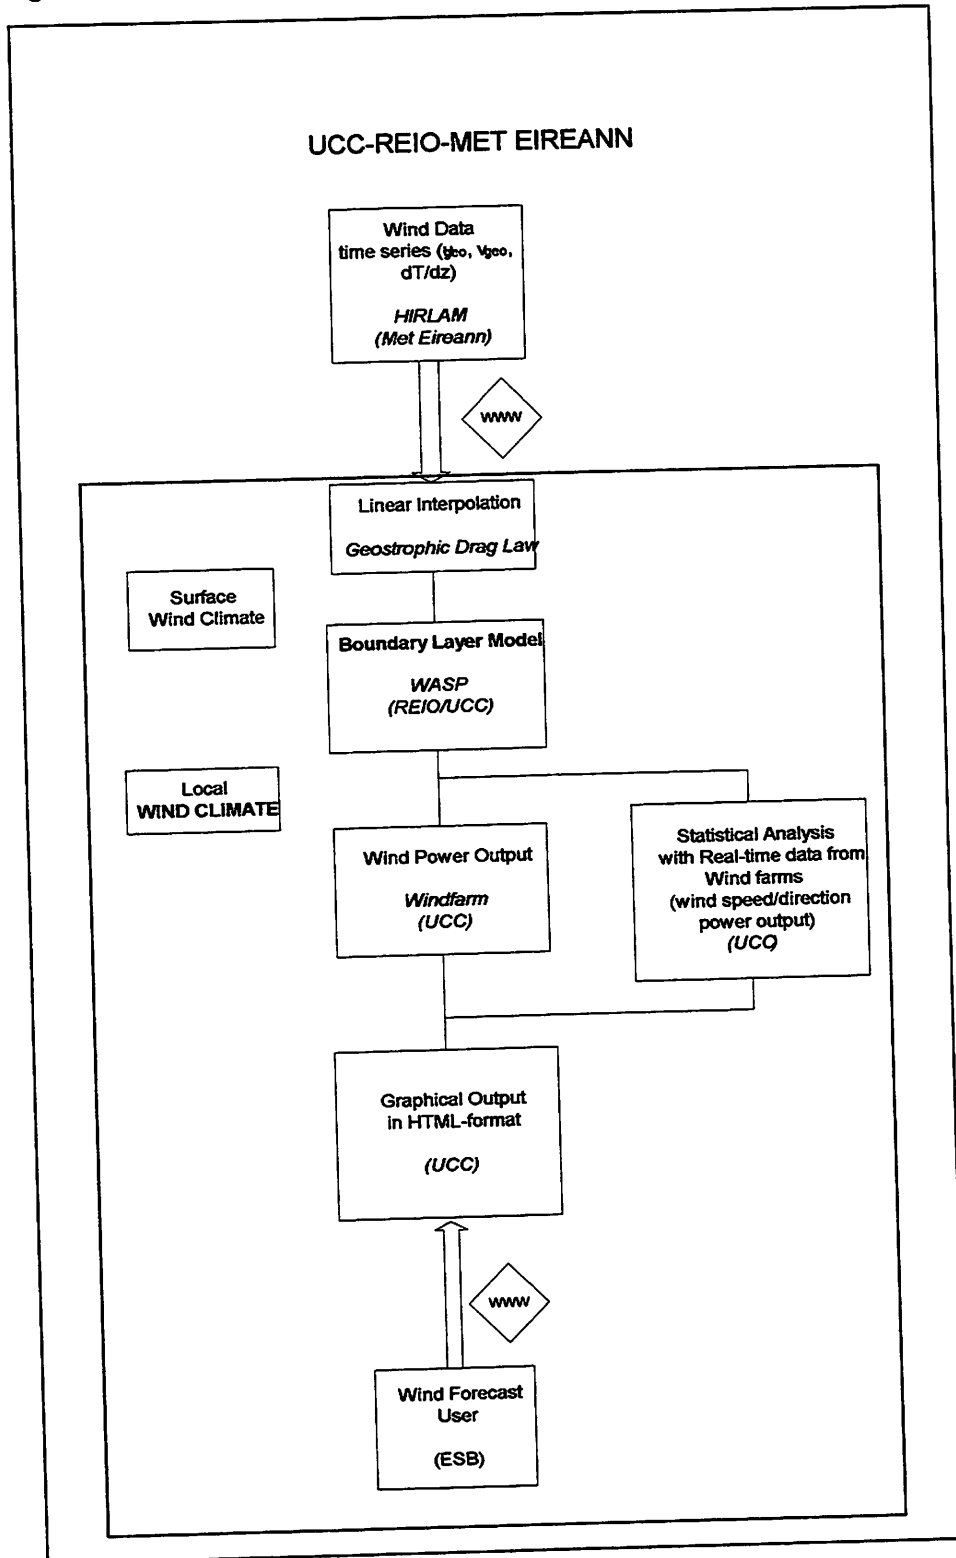 UCC-REIO-MET EIREANN
Wind Data
time series (
Vgeo,
dT/dz)
HIRLAM
(Met Eireann)
www
Linear Interpolation
Geostrophic Drag Law
Surface
Wind Climate
Boundary Layer Model
WASP
(REIO/UCC)
Local
WIND CLIMATE
Wind Power Output
Windfarm
(UCC)
Statistical Analysis
with Real-time data from
Wind farms
(wind speed/direction
power output)
(UCC)
Graphical Output
in HTML-format
(UCC)
www
Wind Forecast
User
(ESB)